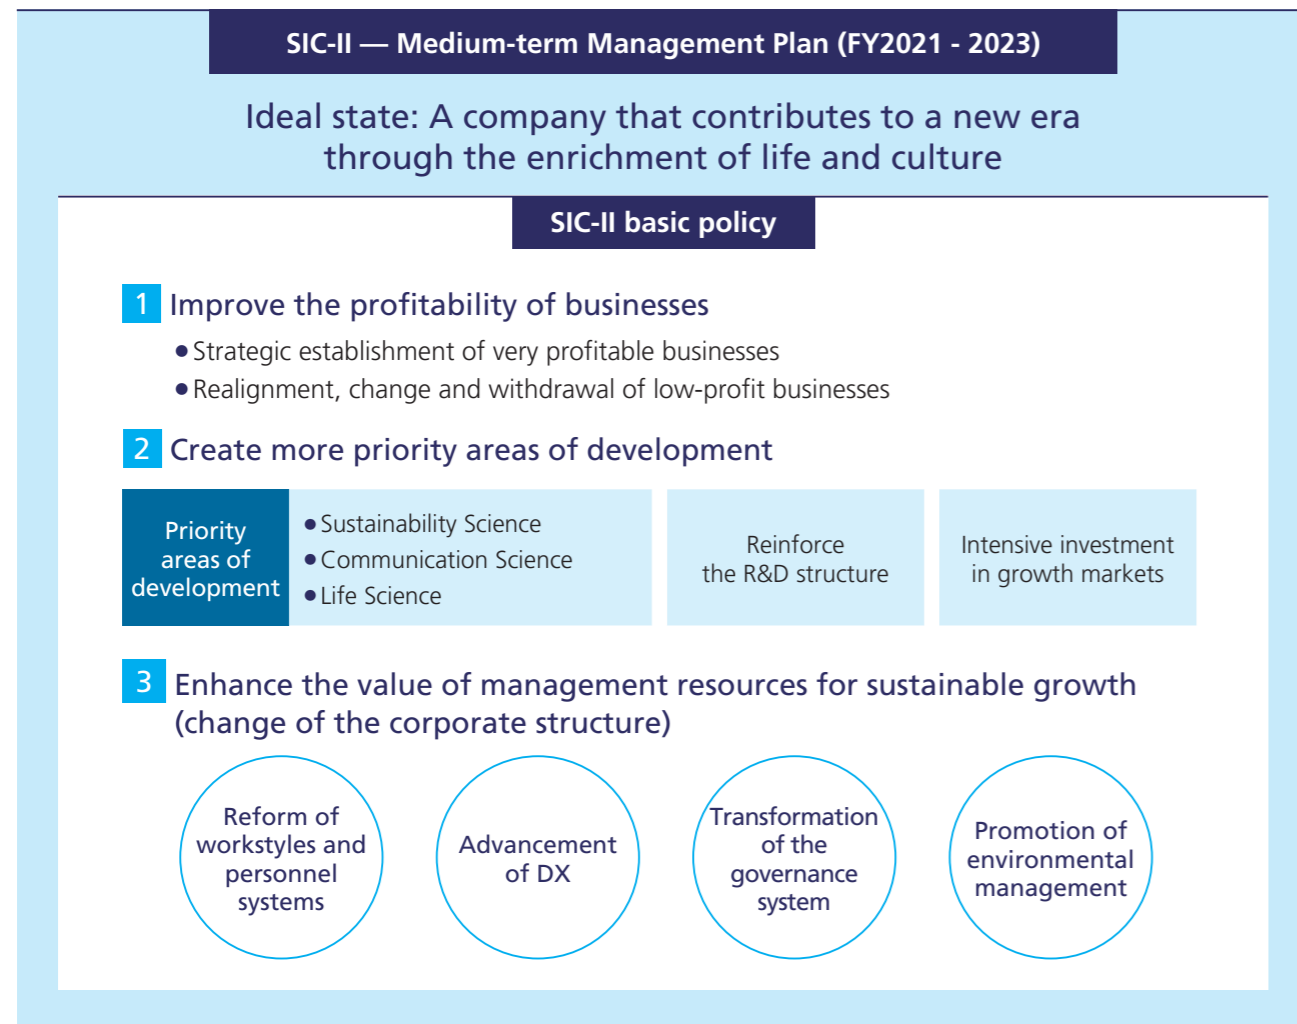 SIC-II — Medium-term Management Plan (FY2021 - 2023)
Ideal state: A company that contributes to a new era
through the enrichment of life and culture
SIC-II basic policy
1 Improve the profitability of businesses
● Strategic establishment of very profitable businesses
● Realignment, change and withdrawal of low-profit businesses
2 Create more priority areas of development
Priority
areas of
development
● Sustainability Science
● Communication Science
● Life Science
Reinforce
the R&D structure
Intensive investment
in growth markets
3 Enhance the value of management resources for sustainable growth
(change of the corporate structure)
Reform of
workstyles and
personnel
systems
Advancement
of DX
Transformation
of the
governance
system
Promotion of
environmental
management